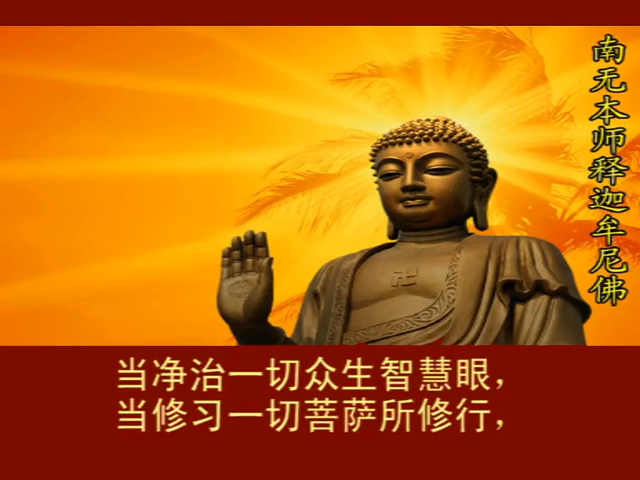 南无本师释迦牟尼佛
当净治一切众生智慧眼，
当修习一切菩萨所修行，